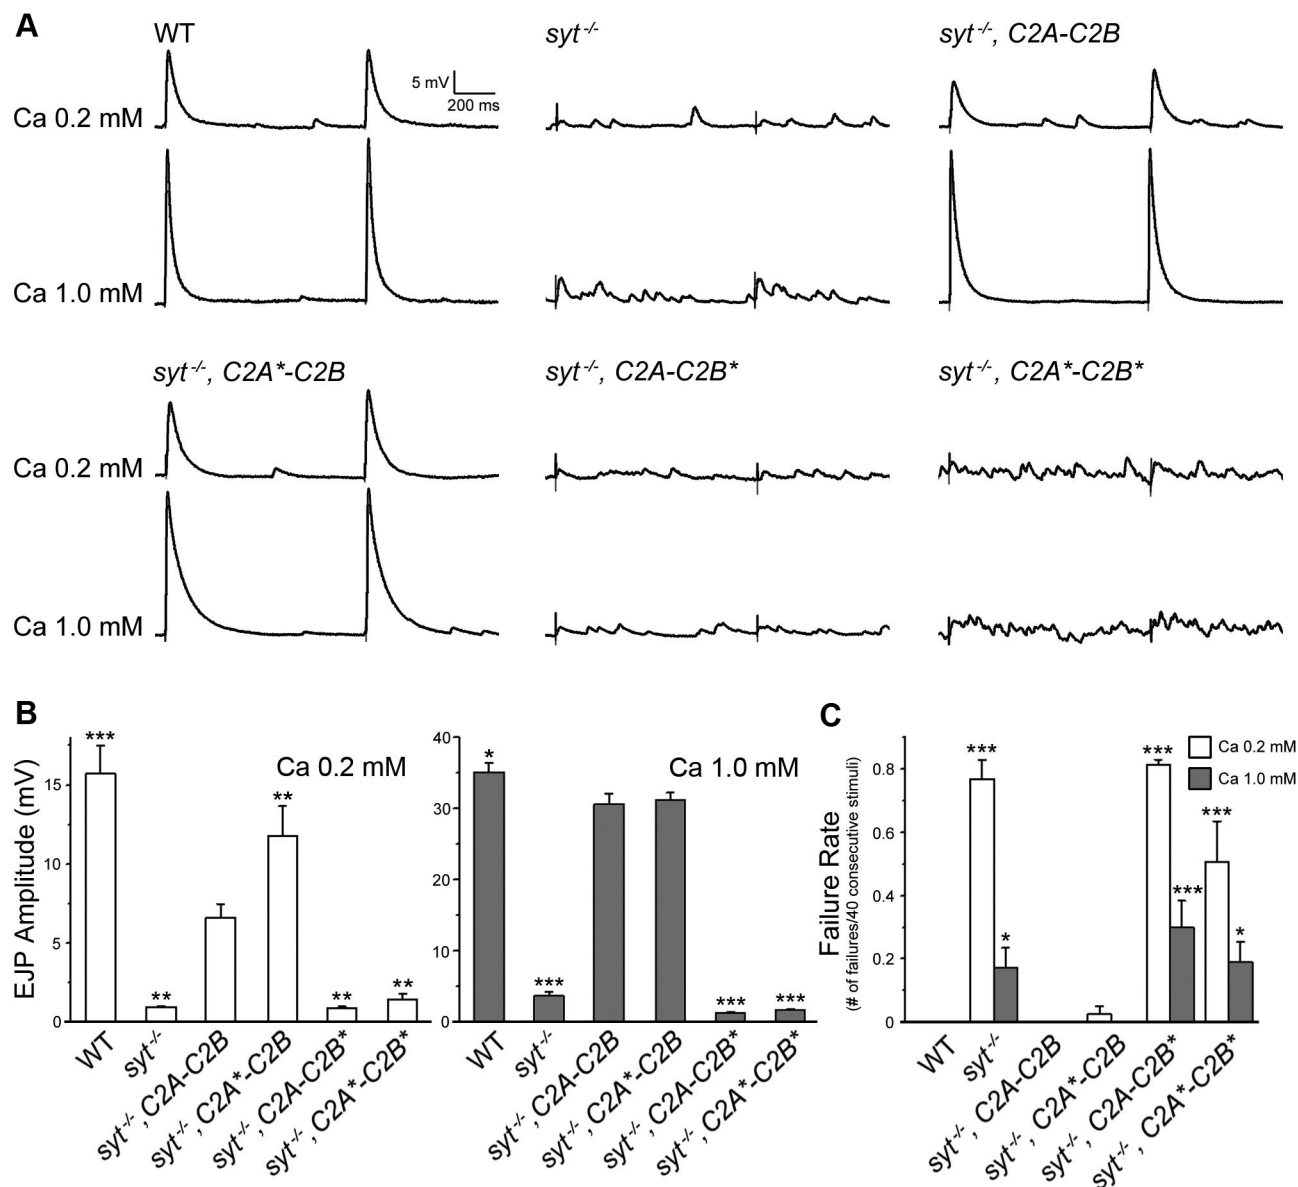 A
WT
syt-/-
syt-/-, C2A-C2B
5 mV
200 ms
Ca 0.2 mM
Ca 1.0 mM
syt-/-, C2A*-C2B
syt-/-, C2A-C2B*
syt-/-, C2A*-C2B*
Ca 0.2 mM
Ca 1.0 mM
B
EJP Amplitude (mV)
Ca 0.2 mM
15
10
5
0
***
**
**
**
**
WT
syt-/-
syt-/-, C2A-C2B
syt-/-, C2A*-C2B
syt-/-, C2A-C2B*
syt-/-, C2A*-C2B*
Ca 1.0 mM
40
30
20
10
0
*
***
***
***
WT
syt-/-
syt-/-, C2A-C2B
syt-/-, C2A*-C2B
syt-/-, C2A-C2B*
syt-/-, C2A*-C2B*
C
Failure Rate
(# of failures/40 consecutive stimuli)
Ca 0.2 mM
Ca 1.0 mM
0.8
0.6
0.4
0.2
0
***
*
***
***
***
*
WT
syt-/-
syt-/-, C2A-C2B
syt-/-, C2A*-C2B
syt-/-, C2A-C2B*
syt-/-, C2A*-C2B*